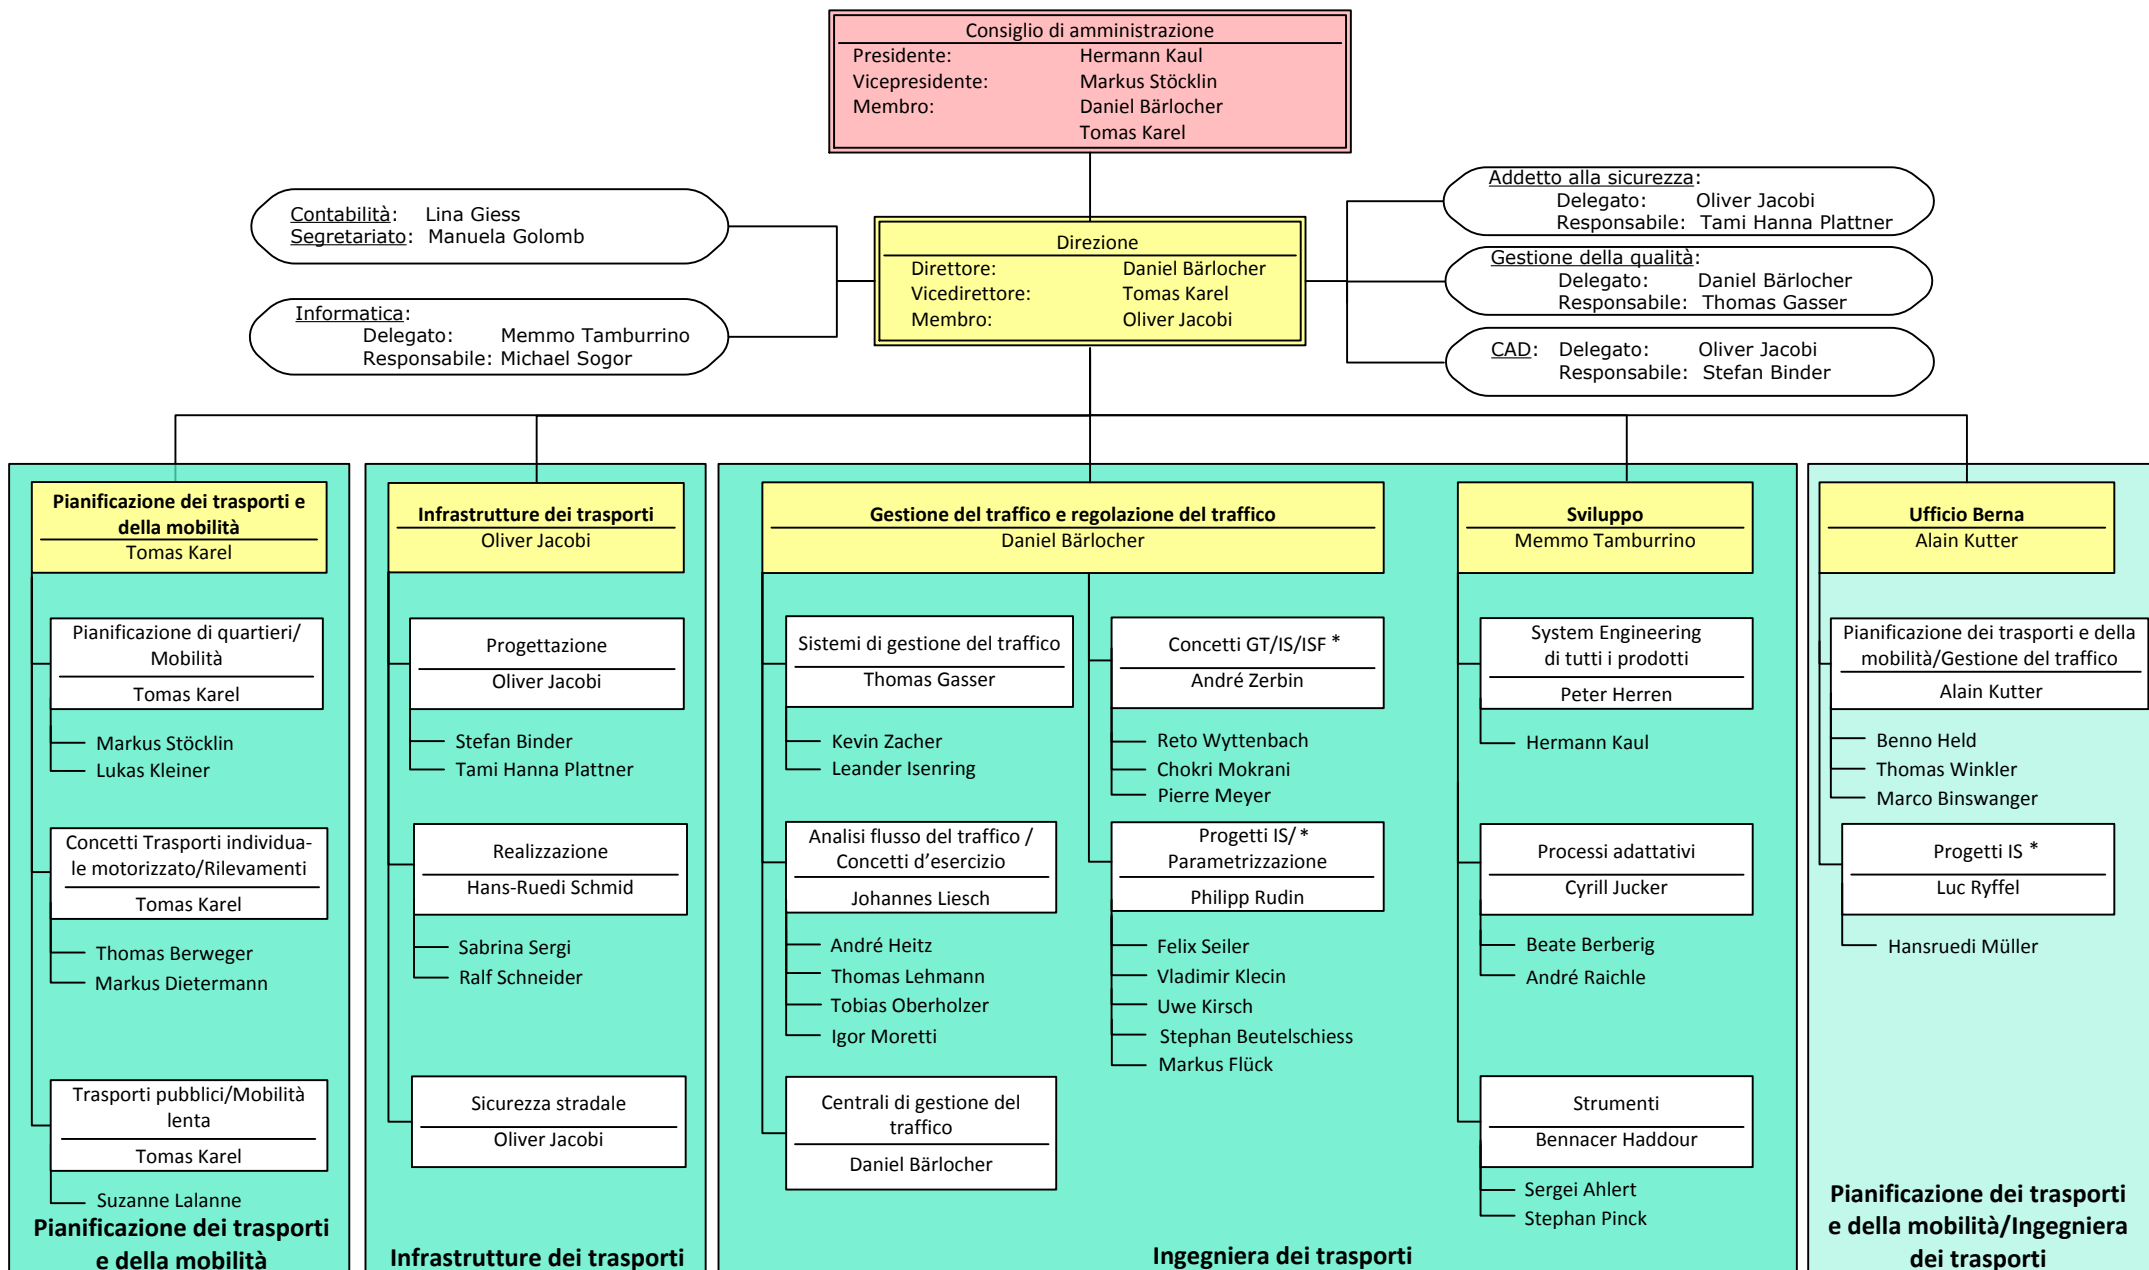 Consiglio di amministrazione
Presidente: Hermann Kaul
Vicepresidente: Markus Stöcklin
Membro: Daniel Bärlocher
Tomas Karel
Contabilità: Lina Giess
Segretariato: Manuela Golomb
Informatica:
Delegato: Memmo Tamburrino
Responsabile: Michael Sogor
Direzione
Direttore: Daniel Bärlocher
Vicedirettore: Tomas Karel
Membro: Oliver Jacobi
Addetto alla sicurezza:
Delegato: Oliver Jacobi
Responsabile: Tami Hanna Plattner
Gestione della qualità:
Delegato: Daniel Bärlocher
Responsabile: Thomas Gasser
CAD: Delegato: Oliver Jacobi
Responsabile: Stefan Binder
Pianificazione dei trasporti e
della mobilità
Tomas Karel
Pianificazione di quartieri/
Mobilità
Tomas Karel
Markus Stöcklin
Lukas Kleiner
Concetti Trasporti individua-
le motorizzato/Rilevamenti
Tomas Karel
Thomas Berweger
Markus Dietermann
Trasporti pubblici/Mobilità
lenta
Tomas Karel
Suzanne Lalanne
Pianificazione dei trasporti
e della mobilità
Infrastrutture dei trasporti
Oliver Jacobi
Progettazione
Oliver Jacobi
Stefan Binder
Tami Hanna Plattner
Realizzazione
Hans-Ruedi Schmid
Sabrina Sergi
Ralf Schneider
Sicurezza stradale
Oliver Jacobi
Infrastrutture dei trasporti
Gestione del traffico e regolazione del traffico
Daniel Bärlocher
Sistemi di gestione del traffico
Thomas Gasser
Kevin Zacher
Leander Isenring
Analisi flusso del traffico /
Concetti d'esercizio
Johannes Liesch
André Heitz
Thomas Lehmann
Tobias Oberholzer
Igor Moretti
Centrali di gestione del
traffico
Daniel Bärlocher
Concetti GT/IS/ISF *
André Zerbin
Reto Wyttenbach
Chokri Mokrani
Pierre Meyer
Progetti IS/ *
Parametrizzazione
Philipp Rudin
Felix Seiler
Vladimir Klecin
Uwe Kirsch
Stephan Beutelschiess
Markus Flück
Sviluppo
Memmo Tamburrino
System Engineering
di tutti i prodotti
Peter Herren
Hermann Kaul
Processi adattativi
Cyrill Jucker
Beate Berberig
André Raichle
Strumenti
Bennacer Haddour
Sergei Ahlert
Stephan Pinck
Ingegniera dei trasporti
Ufficio Berna
Alain Kutter
Pianificazione dei trasporti e della
mobilità/Gestione del traffico
Alain Kutter
Benno Held
Thomas Winkler
Marco Binswanger
Progetti IS *
Luc Ryffel
Hansruedi Müller
Pianificazione dei trasporti
e della mobilità/Ingegniera
dei trasporti